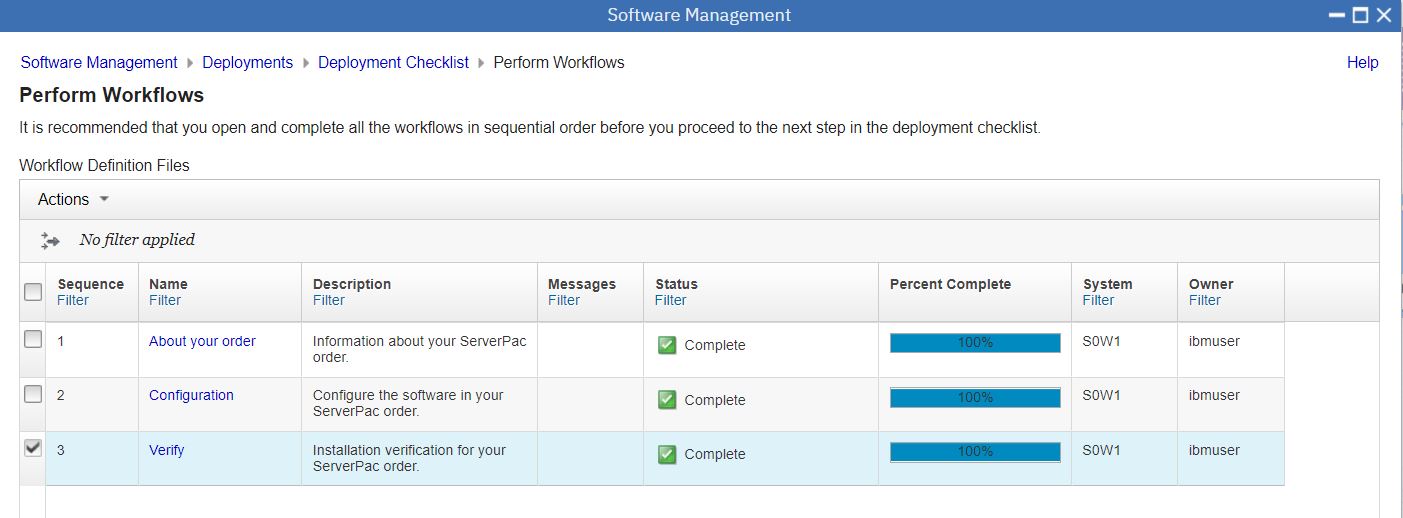 Software Management
Software Management Deployments Deployment Checklist Perform Workflows Help
Perform Workflows
It is recommended that you open and complete all the workflows in sequential order before you proceed to the next step in the deployment checklist.
Workflow Definition Files
Actions
No filter applied
Sequence Name Description Messages Status Percent Complete System Owner
Filter Filter Filter Filter Filter Filter Filter
1 About your order Information about your ServerPac Complete 100% S0W1 ibmuser
order.
2 Configuration Configure the software in your Complete 100% S0W1 ibmuser
ServerPac order.
3 Verify Installation verification for your Complete 100% S0W1 ibmuser
ServerPac order.